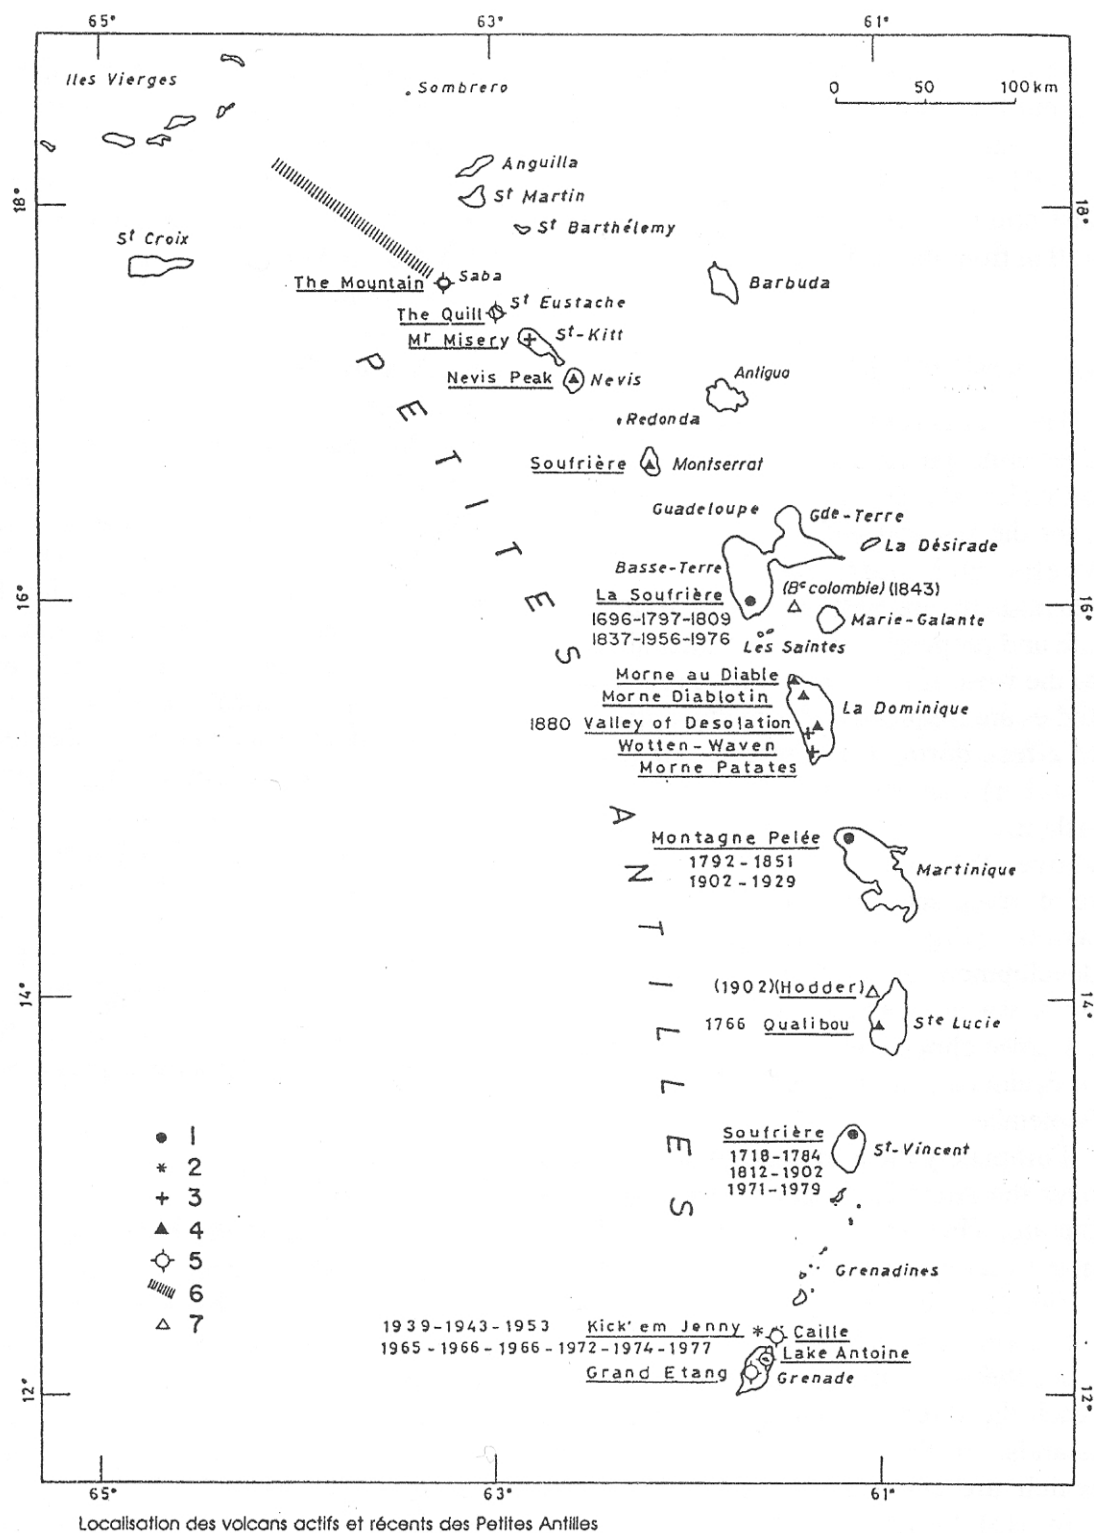 65° 63° 61°
Iles Vierges
Sombrero
0 50 100 km
Anguilla
18° 18°
St Martin
St Barthélemy
St Croix
The Mountain Saba
Barbuda
The Quill St Eustache
Mr Misery St-Kitt
Nevis Peak Nevis
Antigua
Redonda
Soufrière Montserrat
PETITES ANTILLES
Guadeloupe Gde-Terre
La Désirade
Basse-Terre
(Bc colombie) (1843)
La Soufrière
16° 16°
1696-1797-1809
Marie-Galante
1837-1956-1976
Les Saintes
Morne au Diable
Morne Diablotin
La Dominique
1880 Valley of Desolation
Wotten-Waven
Morne Patates
Montagne Pelée
1792-1851
Martinique
1902-1929
(1902)(Hodder)
14° 14°
1766 Qualibou
Ste Lucie
Soufrière
St-Vincent
1718-1784
1812-1902
1971-1979
1
2
3
4
5
6
7
Grenadines
1939-1943-1953 Kick'em Jenny Caille
1965-1966-1966-1972-1974-1977
Lake Antoine
Grand Etang Grenade
12° 12°
65° 63° 61°
Localisation des volcans actifs et récents des Petites Antilles